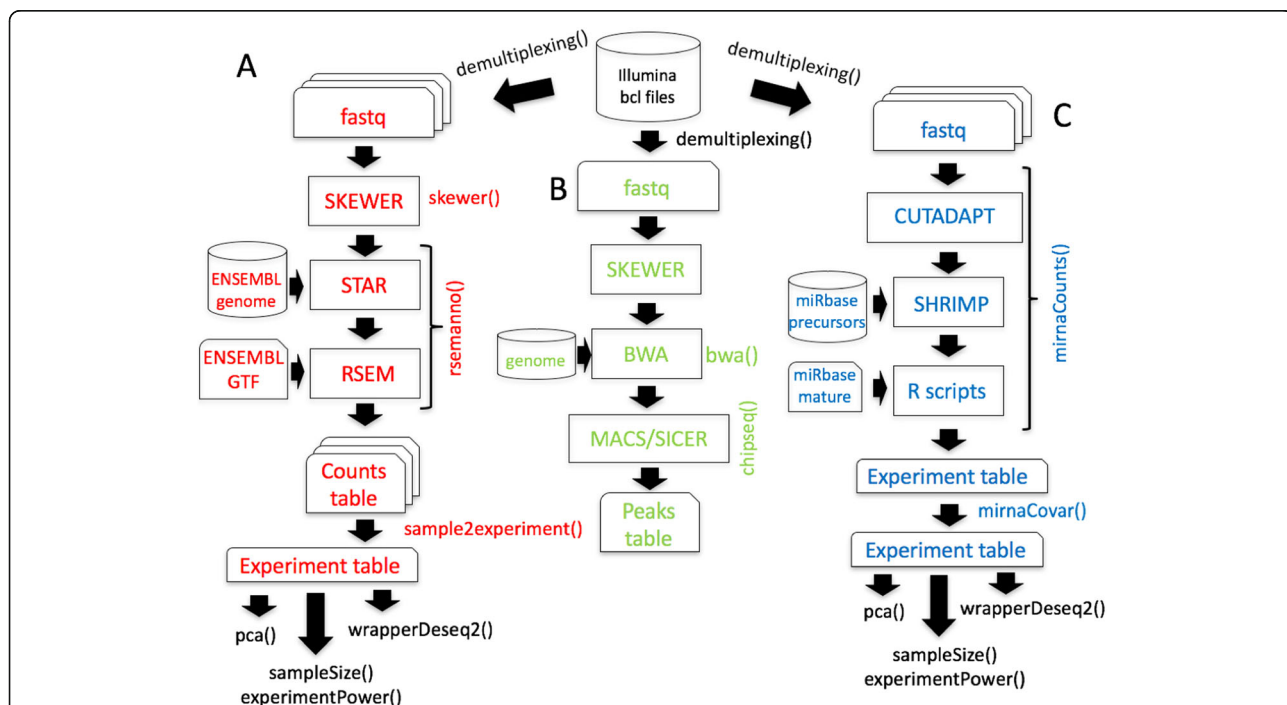 A
demultiplexing()
Illumina
bcl files
demultiplexing()
demultiplexing()
fastq
SKEWER
skewer()
ENSEMBL
genome
STAR
ENSEMBL
GTF
RSEM
rsemanno()
Counts
table
sample2experiment()
Experiment table
pca()
wrapperDeseq2()
sampleSize()
experimentPower()
B
fastq
SKEWER
genome
BWA
bwa()
MACS/SICER
chipseq()
Peaks
table
C
fastq
CUTADAPT
miRbase
precursors
SHRIMP
miRbase
mature
R scripts
mirnaCounts()
Experiment table
mirnaCovar()
Experiment table
pca()
wrapperDeseq2()
sampleSize()
experimentPower()